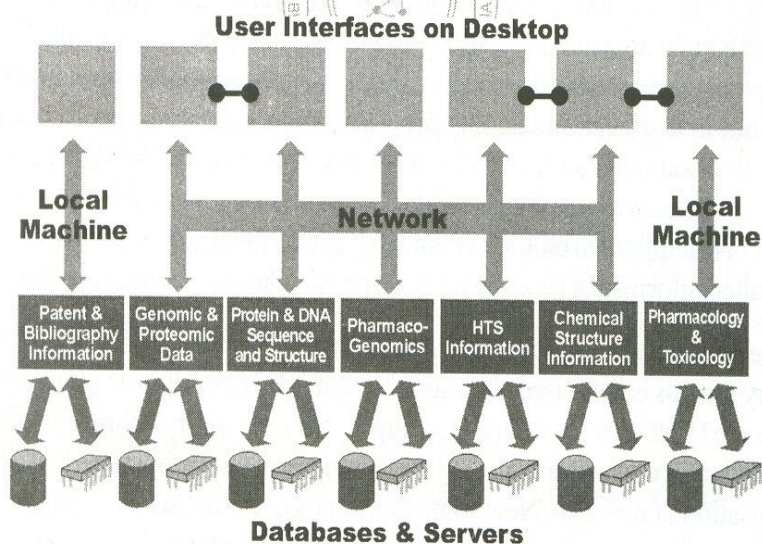 User Interfaces on Desktop
Local
Machine
Network
Local
Machine
Patent &
Bibliography
Information
Genomic &
Proteomic
Data
Protein & DNA
Sequence
and Structure
Pharmaco-
Genomics
HTS
Information
Chemical
Structure
Information
Pharmacology
&
Toxicology
Databases & Servers